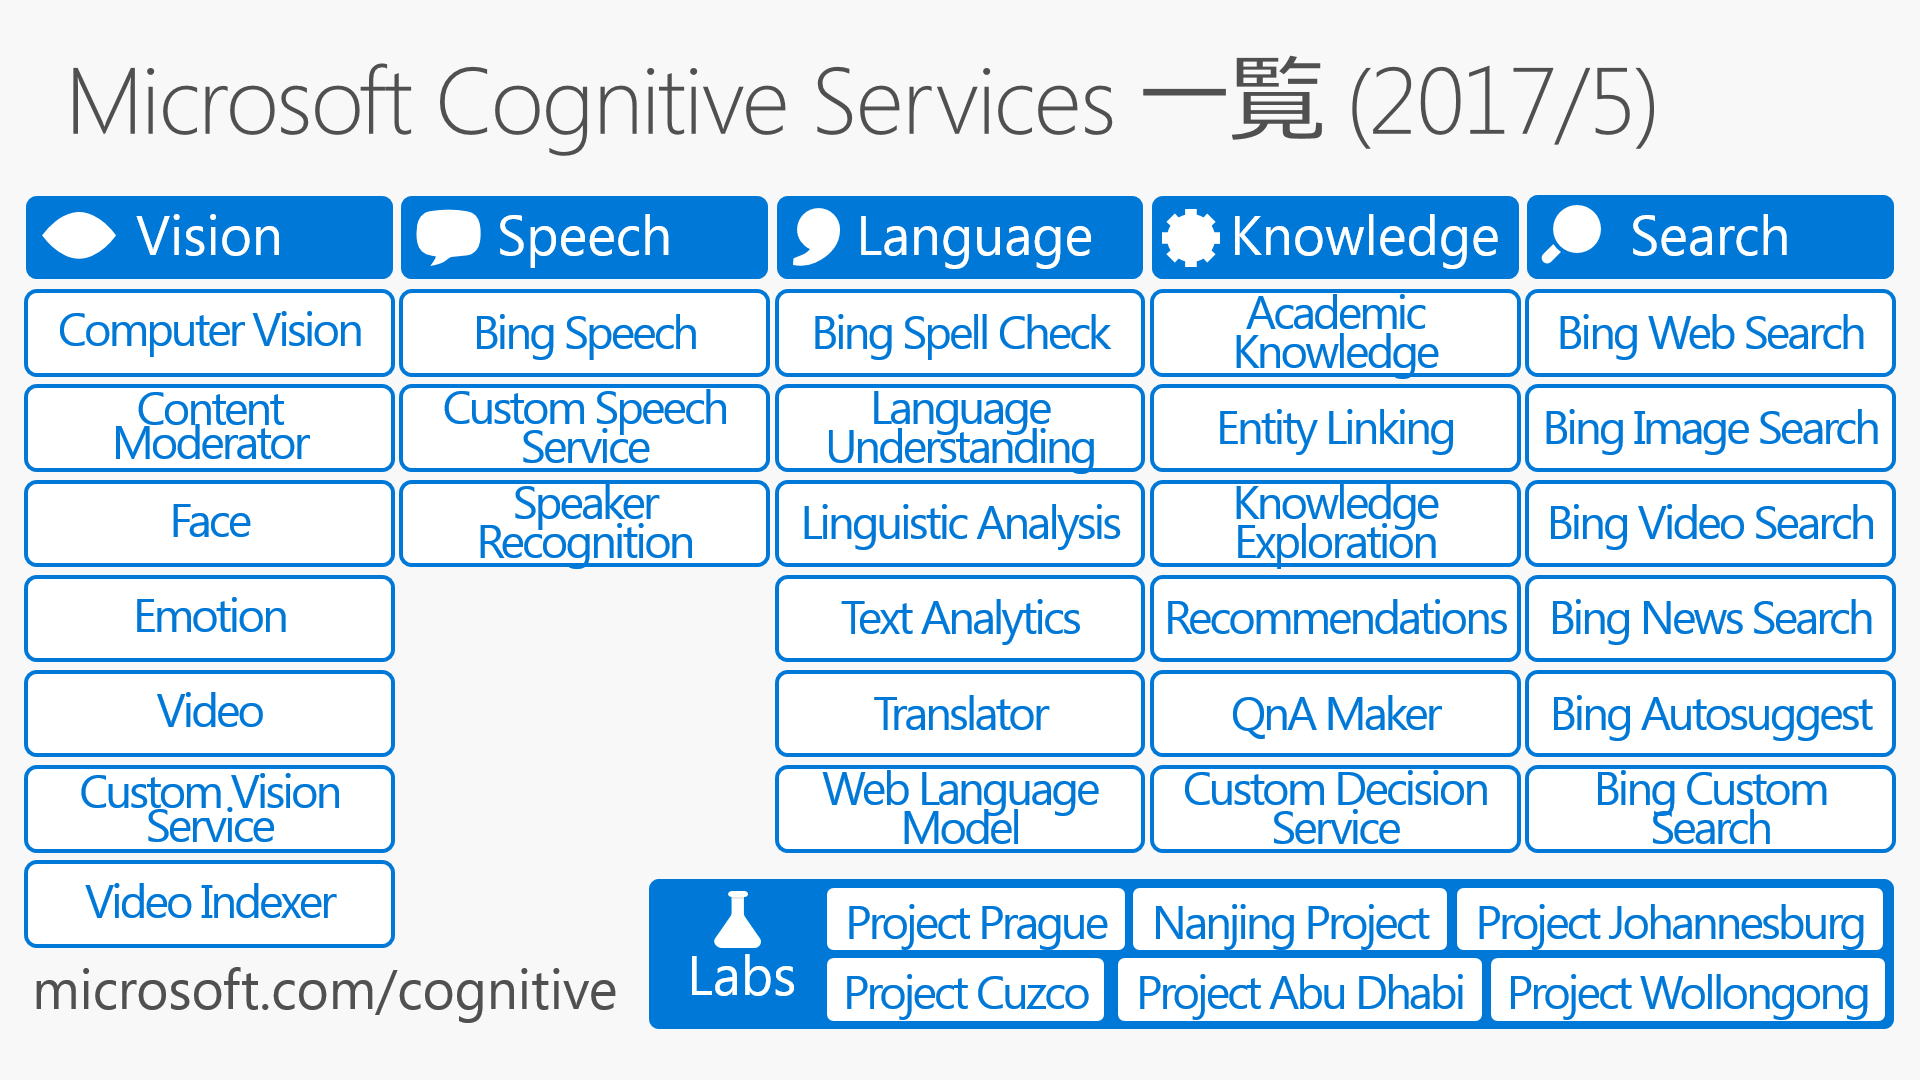 Microsoft Cognitive Services 一覧 (2017/5)
Vision
Computer Vision
Content
Moderator
Face
Emotion
Video
Custom Vision
Service
Video Indexer
Speech
Bing Speech
Custom Speech
Service
Speaker
Recognition
Language
Bing Spell Check
Language
Understanding
Linguistic Analysis
Text Analytics
Translator
Web Language
Model
Knowledge
Academic
Knowledge
Entity Linking
Knowledge
Exploration
Recommendations
QnA Maker
Custom Decision
Service
Search
Bing Web Search
Bing Image Search
Bing Video Search
Bing News Search
Bing Autosuggest
Bing Custom
Search
Labs
Project Prague
Nanjing Project
Project Johannesburg
Project Cuzco
Project Abu Dhabi
Project Wollongong
microsoft.com/cognitive